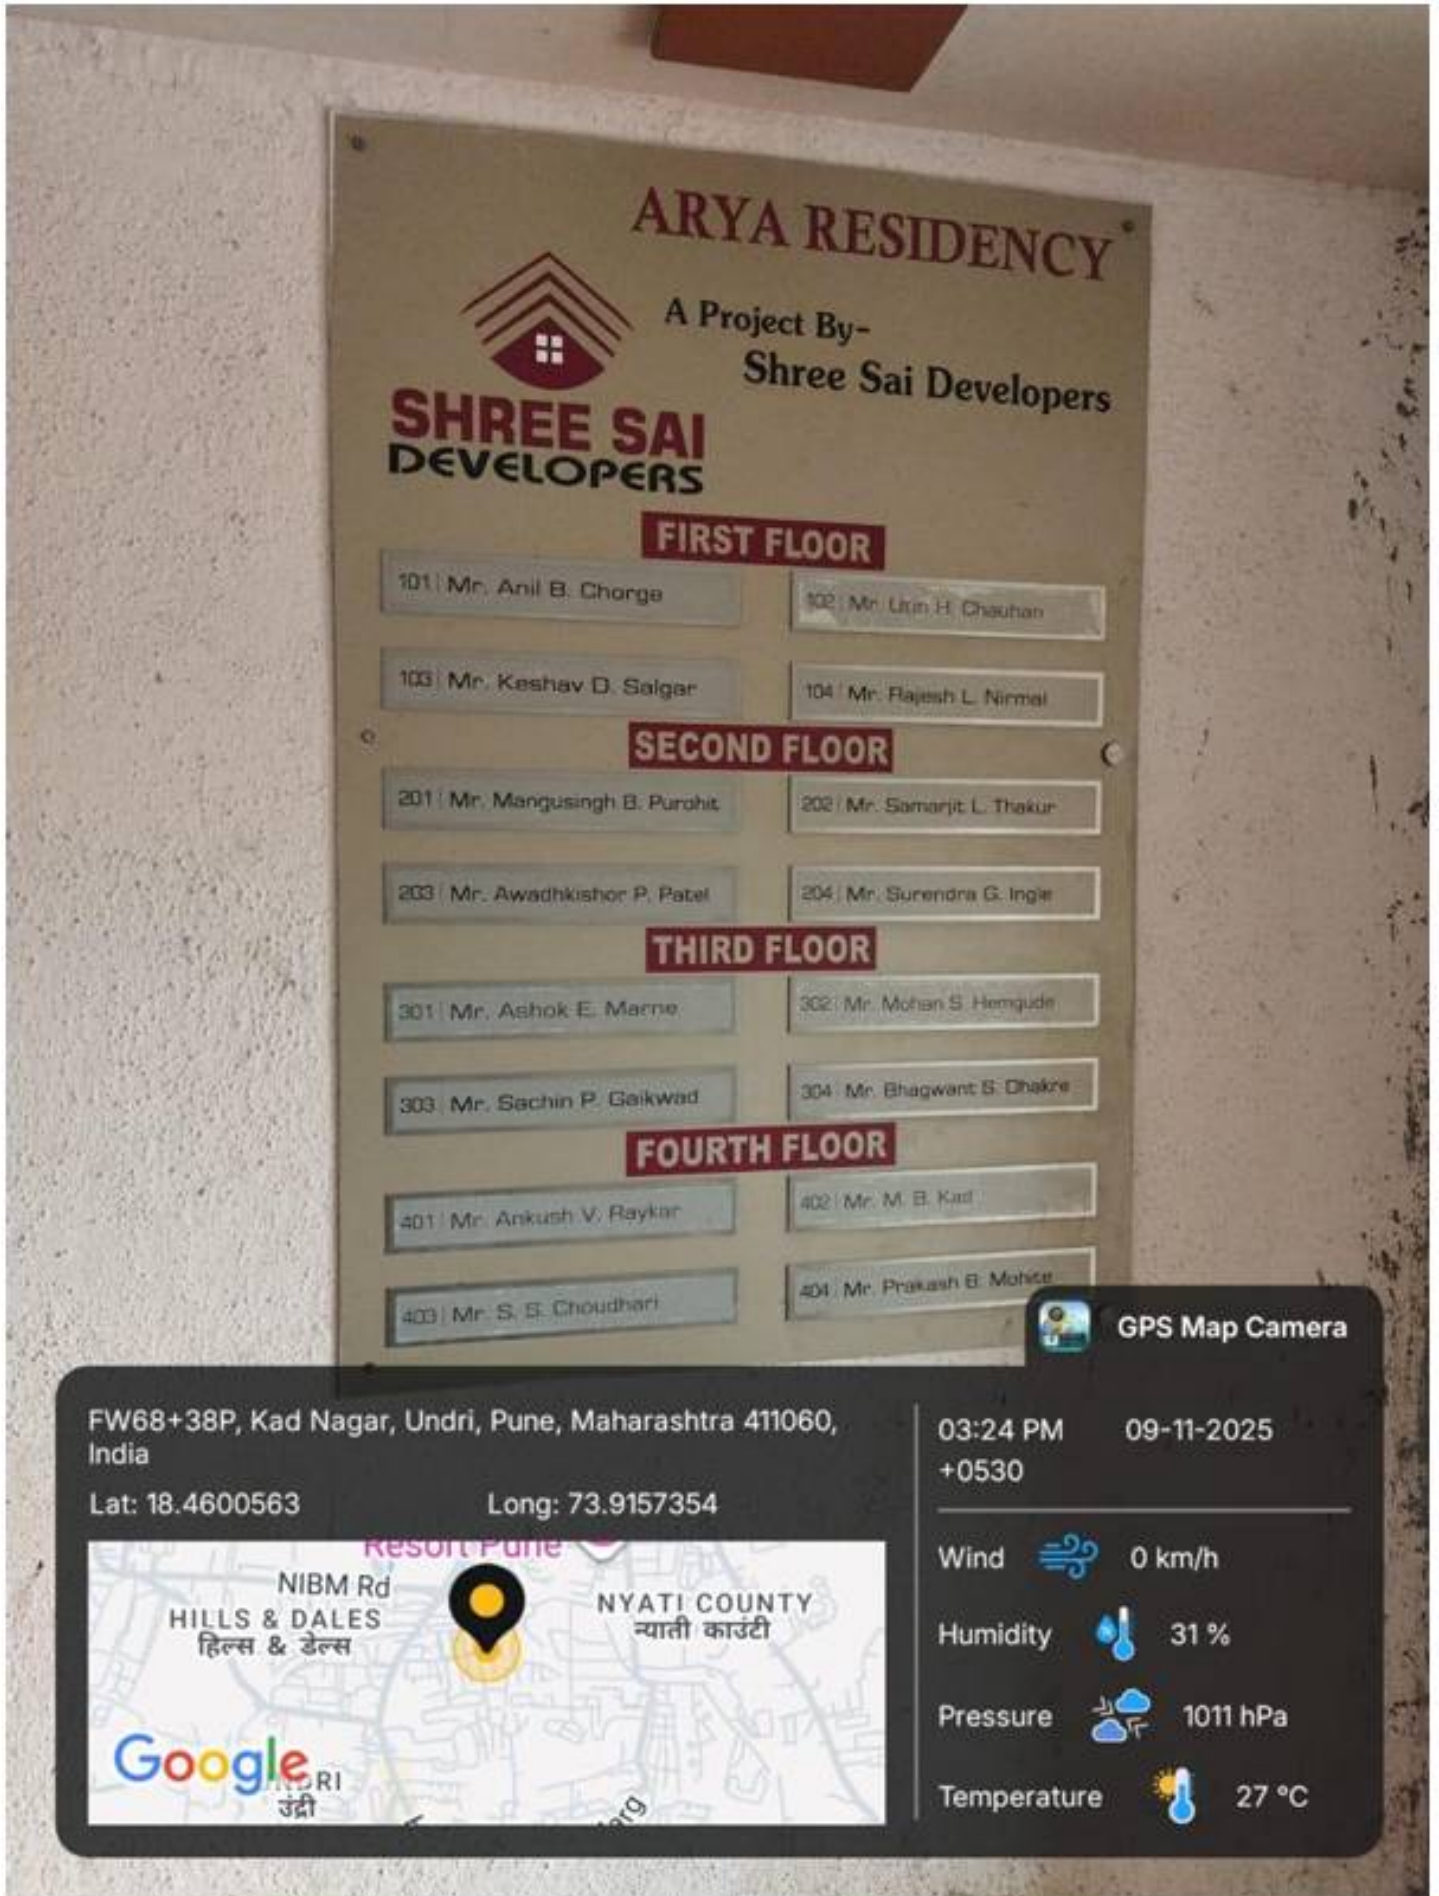 ARYA RESIDENCY
A Project By-
Shree Sai Developers
SHREE SAI
DEVELOPERS
FIRST FLOOR
101 Mr. Anil B. Chorge
102 Mr. H. Chauhan
103 Mr. Keshav D. Salgar
104 Mr. Rajesh L. Nirmal
SECOND FLOOR
201 Mr. Mangusingh B. Purohit
202 Mr. Samarjit L. Thakur
203 Mr. Awadhkishor P. Patel
204 Mr. Surendra G. Ingle
THIRD FLOOR
301 Mr. Ashok E. Marne
302 Mr. Mohan S. Hemgude
303 Mr. Sachin P. Gaikwad
304 Mr. Bhagwant S. Dhakre
FOURTH FLOOR
401 Mr. Ankush V. Raykar
402 Mr. M. B. Kad
403 Mr. S. S. Choudhari
404 Mr. Prakash B. Mohite
GPS Map Camera
FW68+38P, Kad Nagar, Undri, Pune, Maharashtra 411060,
India
Lat: 18.4600563 Long: 73.9157354
03:24 PM 09-11-2025
+0530
Wind 0 km/h
Humidity 31 %
Pressure 1011 hPa
Temperature 27 °C
Resort Pune
NIBM Rd
HILLS & DALES
हिल्स & डेल्स
NYATI COUNTY
न्याती काउंटी
Google
उंद्री